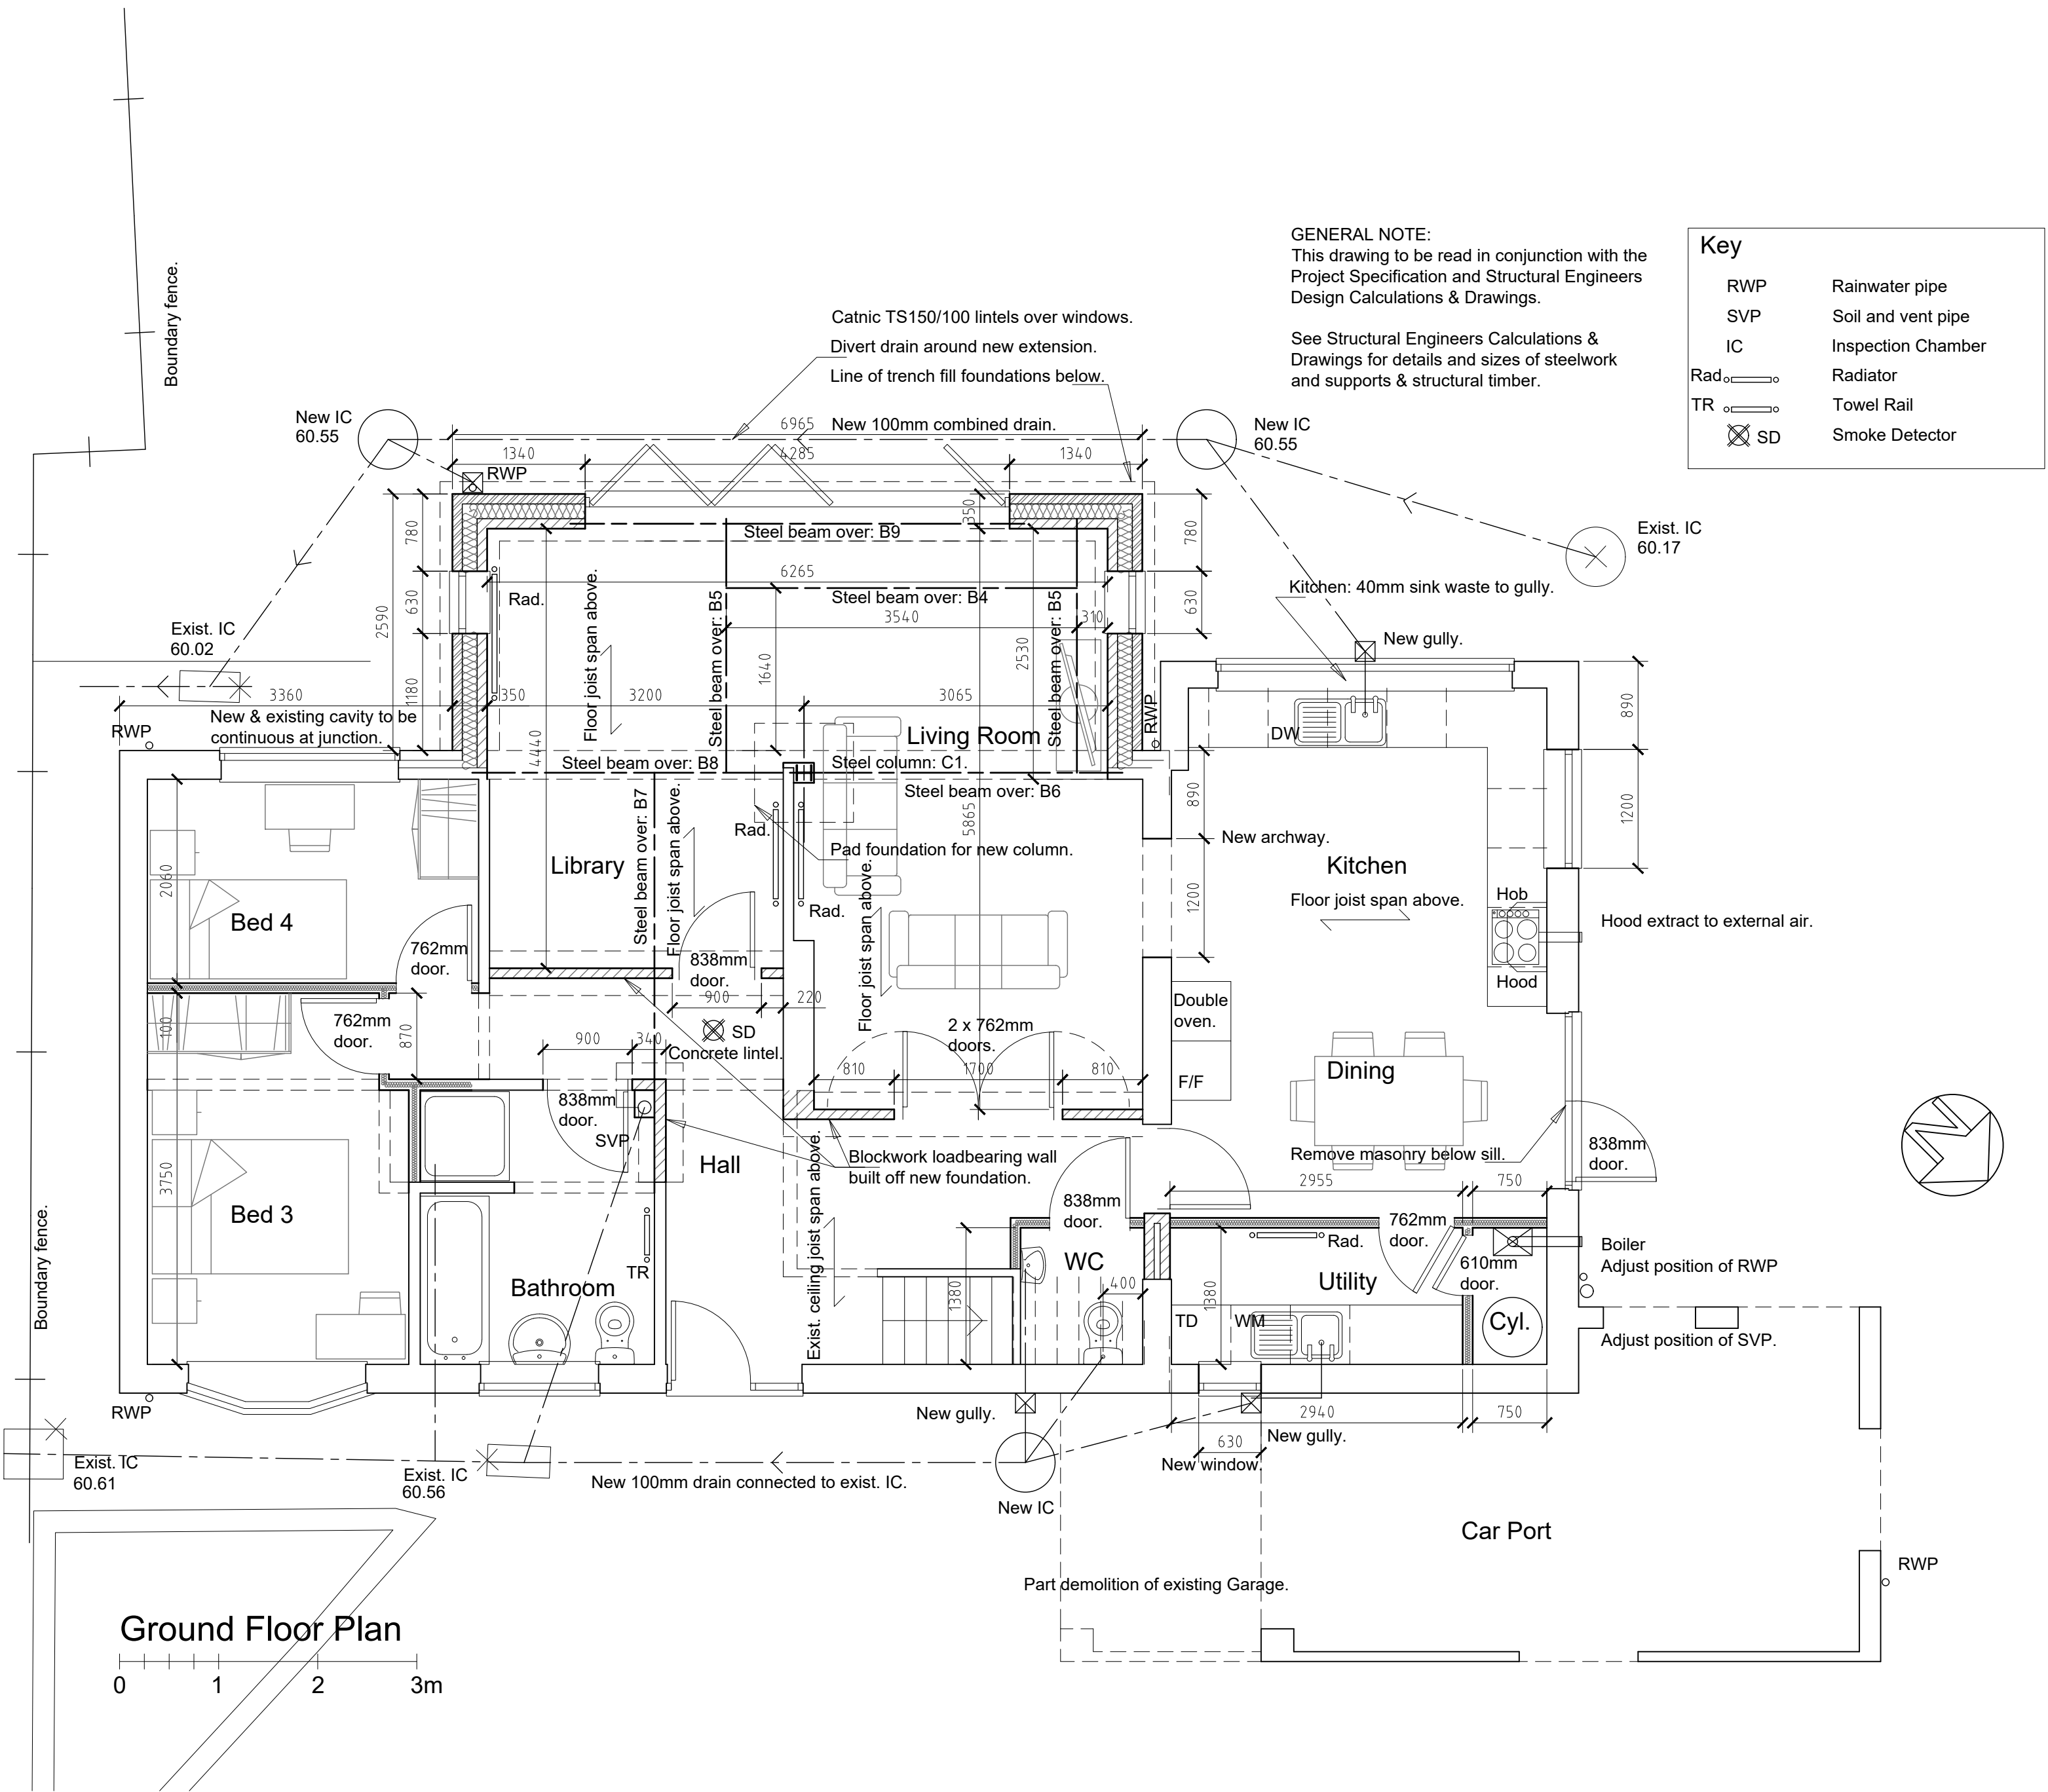 GENERAL NOTE:
This drawing to be read in conjunction with the
Project Specification and Structural Engineers
Design Calculations & Drawings.
See Structural Engineers Calculations &
Drawings for details and sizes of steelwork
and supports & structural timber.
Key
RWP Rainwater pipe
SVP Soil and vent pipe
IC Inspection Chamber
Rad. Radiator
TR Towel Rail
SD Smoke Detector
Boundary fence.
Catnic TS150/100 lintels over windows.
Divert drain around new extension.
Line of trench fill foundations below.
New IC
60.55
6965
New 100mm combined drain.
New IC
60.55
1340
4285
1340
RWP
350
Exist. IC
60.17
780
780
Steel beam over: B9
6265
Kitchen: 40mm sink waste to gully.
Rad.
Floor joist span above.
Steel beam over: B5
Steel beam over: B4
Steel beam over: B5
2590
630
630
3540
310
Exist. IC
60.02
New gully.
1640
2530
1180
3360
350
3200
3065
RWP
890
New & existing cavity to be
continuous at junction.
RWP
4440
Living Room
DW
Steel beam over: B8
Steel column: C1.
Steel beam over: B6
890
1200
Steel beam over: B7
Floor joist span above.
Rad.
5865
New archway.
Pad foundation for new column.
Library
Kitchen
2060
Floor joist span above.
Hob
Rad.
Floor joist span above.
1200
Bed 4
Hood extract to external air.
762mm
door.
838mm
door.
Hood
900
220
Double
oven.
762mm
door.
100
870
SD
Concrete lintel.
900
340
2 x 762mm
doors.
810
1700
810
F/F
Dining
838mm
door.
SVP
Remove masonry below sill.
838mm
door.
Hall
Blockwork loadbearing wall
built off new foundation.
Exist. ceiling joist span above.
3750
2955
750
Bed 3
838mm
door.
762mm
door.
Boundary fence.
Rad.
Boiler
Adjust position of RWP
WC
TR
Bathroom
Utility
610mm
door.
400
1380
1380
TD
WM
Cyl.
Adjust position of SVP.
RWP
New gully.
2940
750
New gully.
630
New window.
Exist. IC
60.61
Exist. IC
60.56
New 100mm drain connected to exist. IC.
New IC
Car Port
RWP
Part demolition of existing Garage.
Ground Floor Plan
0 1 2 3m